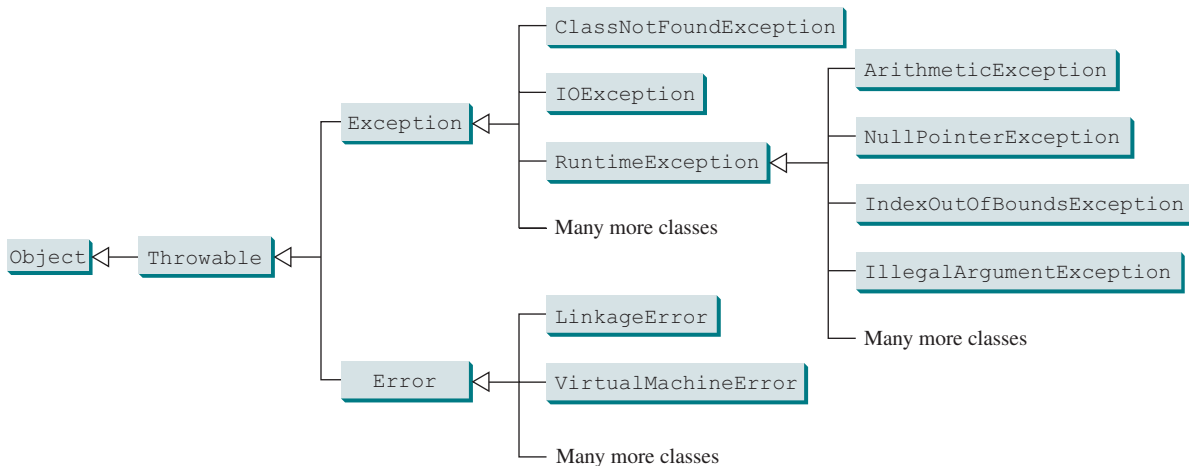 ClassNotFoundException
ArithmeticException
IOException
Exception
NullPointerException
RuntimeException
IndexOutOfBoundsException
Many more classes
Object
Throwable
IllegalArgumentException
LinkageError
Many more classes
Error
VirtualMachineError
Many more classes